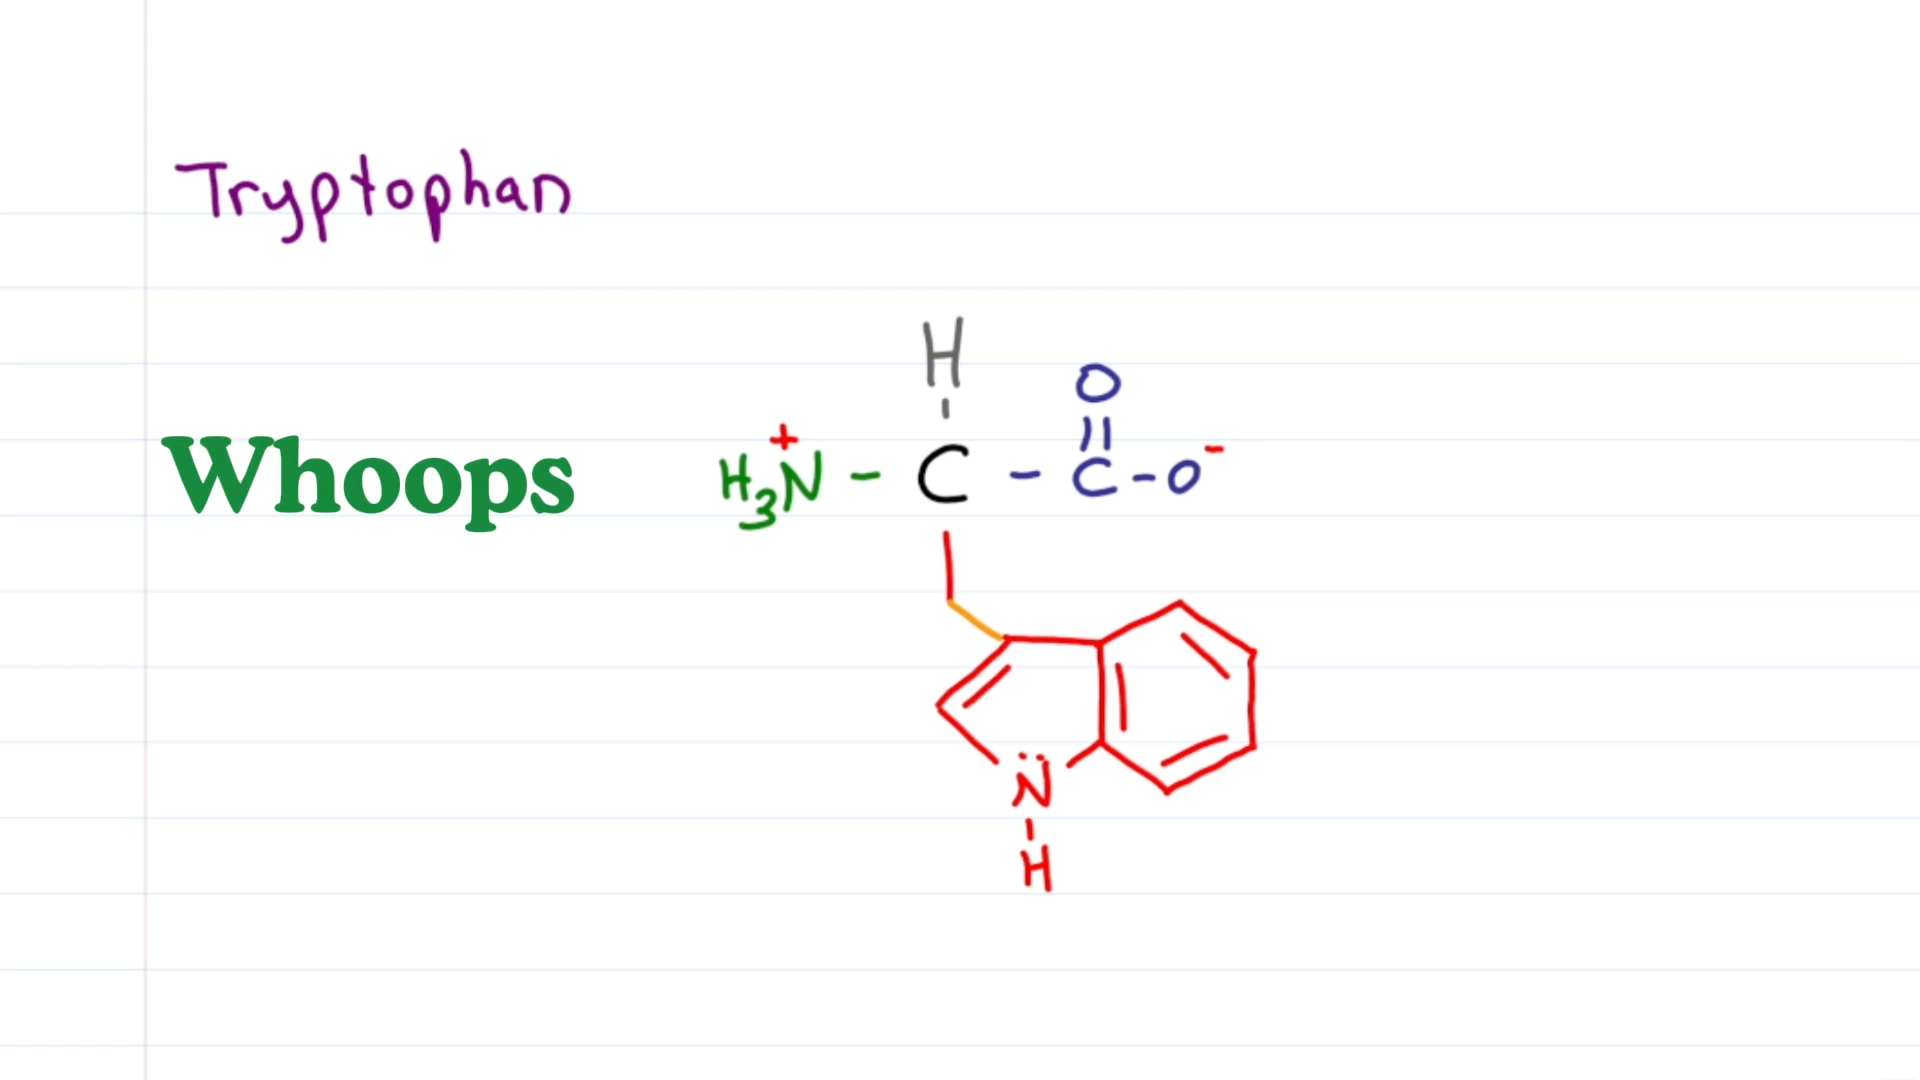 Tryptophan
Whoops
H
O
H3N+ - C - C - O-
N
H